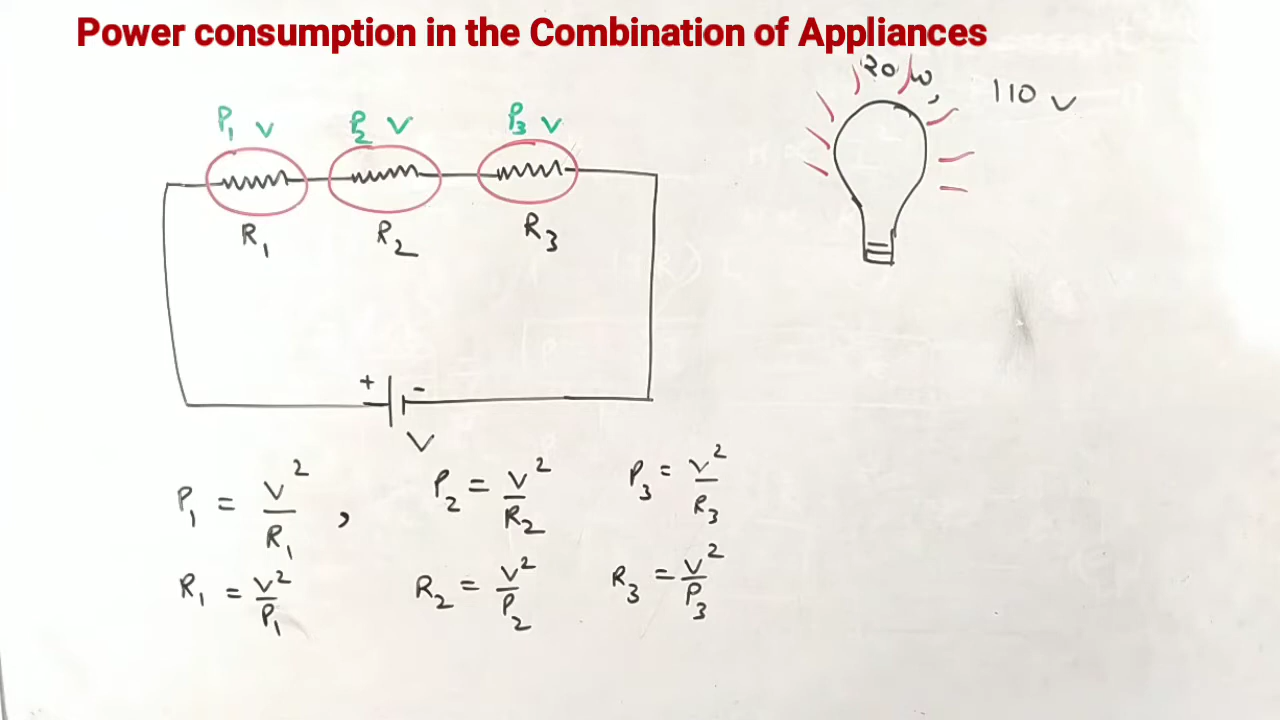 Power consumption in the Combination of Appliances
20 W, 110 V
P₁ V P₂ V P₃ V
R₁ R₂ R₃
+ -
V
P₁ = V²/R₁ , P₂ = V²/R₂ P₃ = V²/R₃
R₁ = V²/P₁ R₂ = V²/P₂ R₃ = V²/P₃